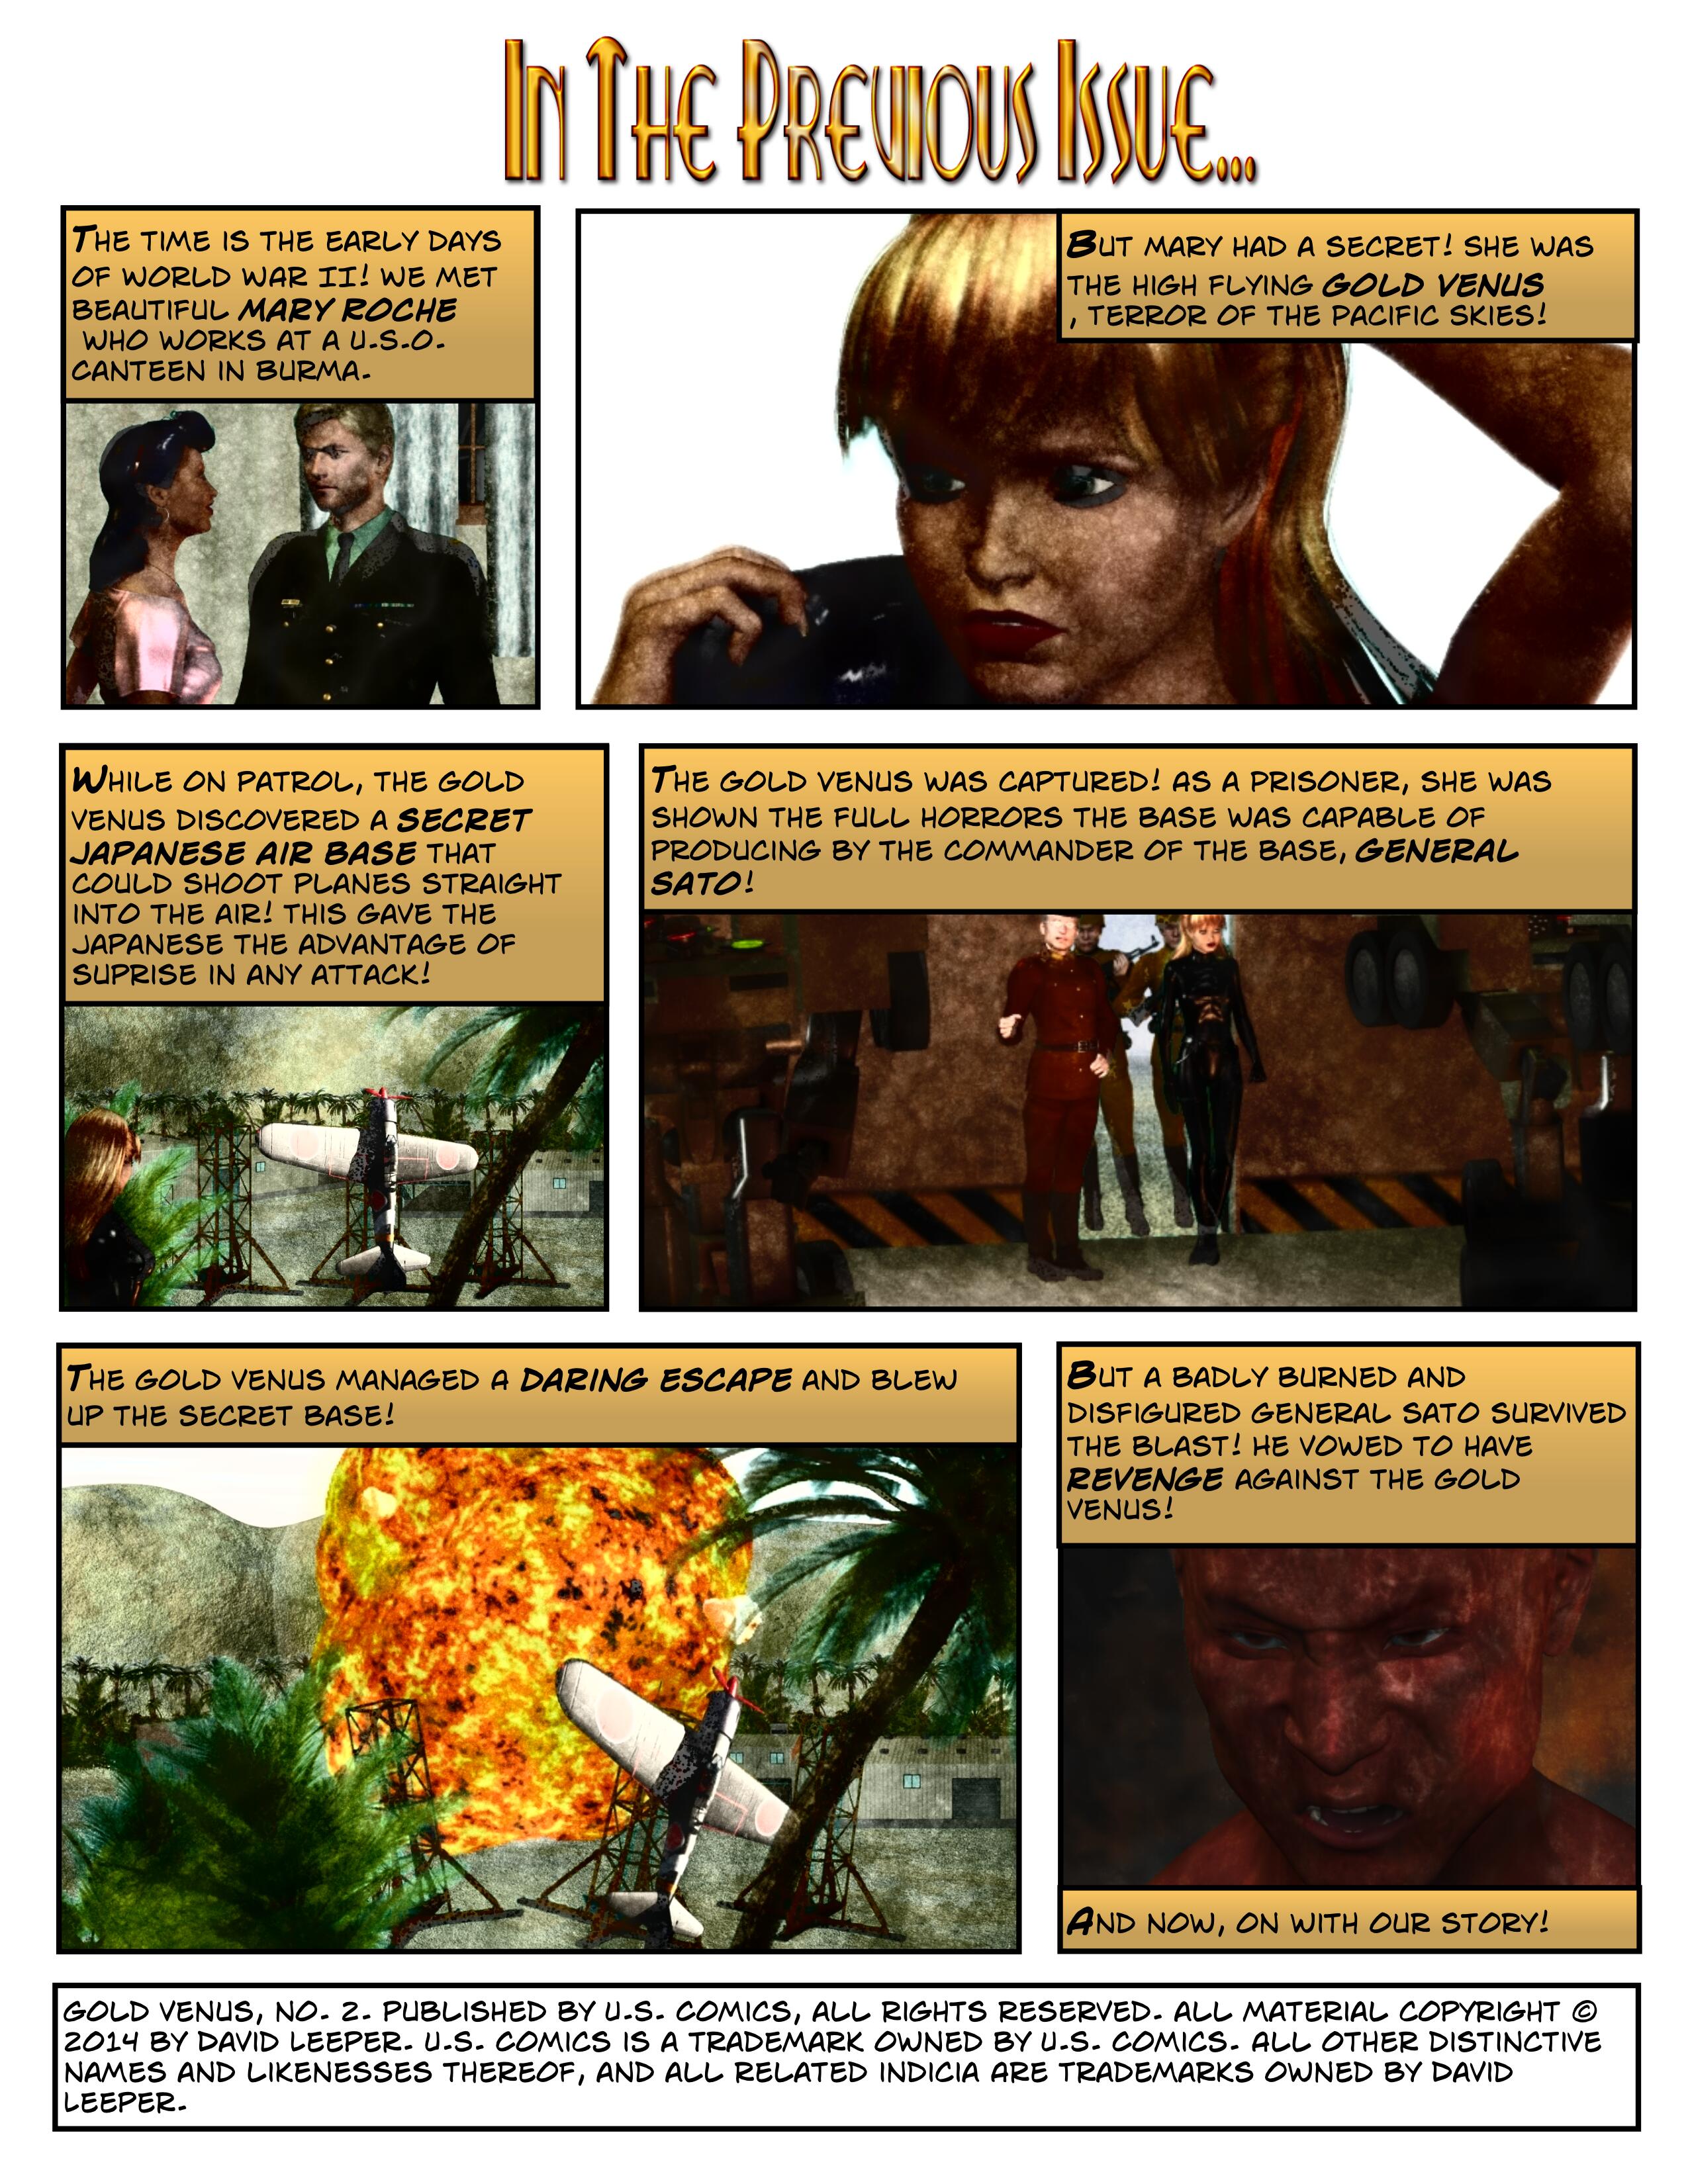 In The Previous Issue...
THE TIME IS THE EARLY DAYS
OF WORLD WAR II! WE MET
BEAUTIFUL MARY ROCHE
WHO WORKS AT A U.S.O.
CANTEEN IN BURMA.
BUT MARY HAD A SECRET! SHE WAS
THE HIGH FLYING GOLD VENUS
, TERROR OF THE PACIFIC SKIES!
WHILE ON PATROL, THE GOLD
VENUS DISCOVERED A SECRET
JAPANESE AIR BASE THAT
COULD SHOOT PLANES STRAIGHT
INTO THE AIR! THIS GAVE THE
JAPANESE THE ADVANTAGE OF
SUPRISE IN ANY ATTACK!
THE GOLD VENUS WAS CAPTURED! AS A PRISONER, SHE WAS
SHOWN THE FULL HORRORS THE BASE WAS CAPABLE OF
PRODUCING BY THE COMMANDER OF THE BASE, GENERAL
SATO!
THE GOLD VENUS MANAGED A DARING ESCAPE AND BLEW
UP THE SECRET BASE!
BUT A BADLY BURNED AND
DISFIGURED GENERAL SATO SURVIVED
THE BLAST! HE VOWED TO HAVE
REVENGE AGAINST THE GOLD
VENUS!
AND NOW, ON WITH OUR STORY!
GOLD VENUS, NO. 2. PUBLISHED BY U.S. COMICS, ALL RIGHTS RESERVED. ALL MATERIAL COPYRIGHT ©
2014 BY DAVID LEEPER. U.S. COMICS IS A TRADEMARK OWNED BY U.S. COMICS. ALL OTHER DISTINCTIVE
NAMES AND LIKENESSES THEREOF, AND ALL RELATED INDICIA ARE TRADEMARKS OWNED BY DAVID
LEEPER.